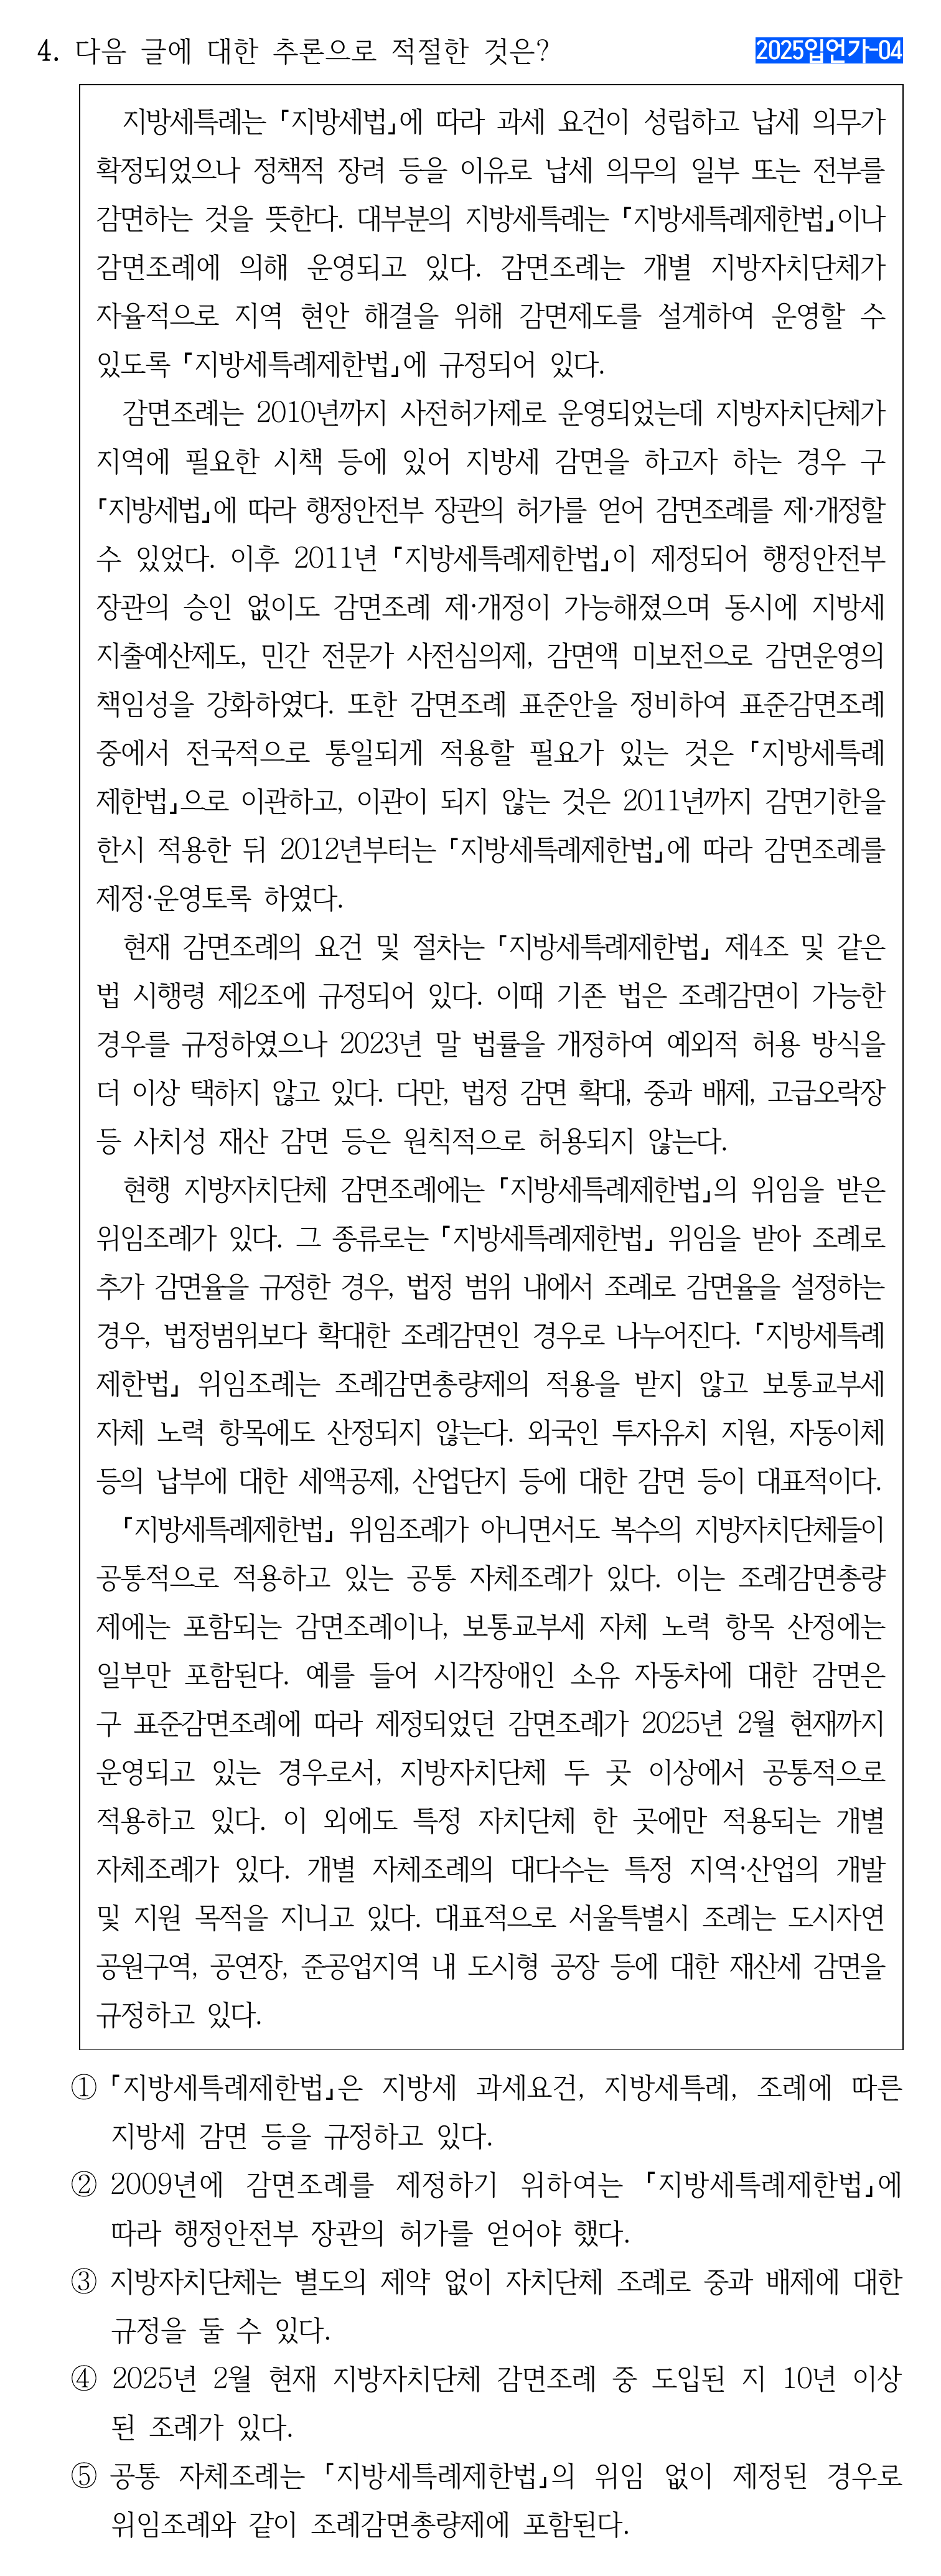 4. 다음 글에 대한 추론으로 적절한 것은? 2025입언가-04
지방세특례는 「지방세법」에 따라 과세 요건이 성립하고 납세 의무가
확정되었으나 정책적 장려 등을 이유로 납세 의무의 일부 또는 전부를
감면하는 것을 뜻한다. 대부분의 지방세특례는 「지방세특례제한법」이나
감면조례에 의해 운영되고 있다. 감면조례는 개별 지방자치단체가
자율적으로 지역 현안 해결을 위해 감면제도를 설계하여 운영할 수
있도록 「지방세특례제한법」에 규정되어 있다.
감면조례는 2010년까지 사전허가제로 운영되었는데 지방자치단체가
지역에 필요한 시책 등에 있어 지방세 감면을 하고자 하는 경우 구
「지방세법」에 따라 행정안전부 장관의 허가를 얻어 감면조례를 제·개정할
수 있었다. 이후 2011년 「지방세특례제한법」이 제정되어 행정안전부
장관의 승인 없이도 감면조례 제·개정이 가능해졌으며 동시에 지방세
지출예산제도, 민간 전문가 사전심의제, 감면액 미보전으로 감면운영의
책임성을 강화하였다. 또한 감면조례 표준안을 정비하여 표준감면조례
중에서 전국적으로 통일되게 적용할 필요가 있는 것은 「지방세특례
제한법」으로 이관하고, 이관이 되지 않는 것은 2011년까지 감면기한을
한시 적용한 뒤 2012년부터는 「지방세특례제한법」에 따라 감면조례를
제정·운영토록 하였다.
현재 감면조례의 요건 및 절차는 「지방세특례제한법」 제4조 및 같은
법 시행령 제2조에 규정되어 있다. 이때 기존 법은 조례감면이 가능한
경우를 규정하였으나 2023년 말 법률을 개정하여 예외적 허용 방식을
더 이상 택하지 않고 있다. 다만, 법정 감면 확대, 중과 배제, 고급오락장
등 사치성 재산 감면 등은 원칙적으로 허용되지 않는다.
현행 지방자치단체 감면조례에는 「지방세특례제한법」의 위임을 받은
위임조례가 있다. 그 종류로는 「지방세특례제한법」 위임을 받아 조례로
추가 감면율을 규정한 경우, 법정 범위 내에서 조례로 감면율을 설정하는
경우, 법정범위보다 확대한 조례감면인 경우로 나누어진다. 「지방세특례
제한법」 위임조례는 조례감면총량제의 적용을 받지 않고 보통교부세
자체 노력 항목에도 산정되지 않는다. 외국인 투자유치 지원, 자동이체
등의 납부에 대한 세액공제, 산업단지 등에 대한 감면 등이 대표적이다.
「지방세특례제한법」 위임조례가 아니면서도 복수의 지방자치단체들이
공통적으로 적용하고 있는 공통 자체조례가 있다. 이는 조례감면총량
제에는 포함되는 감면조례이나, 보통교부세 자체 노력 항목 산정에는
일부만 포함된다. 예를 들어 시각장애인 소유 자동차에 대한 감면은
구 표준감면조례에 따라 제정되었던 감면조례가 2025년 2월 현재까지
운영되고 있는 경우로서, 지방자치단체 두 곳 이상에서 공통적으로
적용하고 있다. 이 외에도 특정 자치단체 한 곳에만 적용되는 개별
자체조례가 있다. 개별 자체조례의 대다수는 특정 지역·산업의 개발
및 지원 목적을 지니고 있다. 대표적으로 서울특별시 조례는 도시자연
공원구역, 공연장, 준공업지역 내 도시형 공장 등에 대한 재산세 감면을
규정하고 있다.
① 「지방세특례제한법」은 지방세 과세요건, 지방세특례, 조례에 따른
지방세 감면 등을 규정하고 있다.
② 2009년에 감면조례를 제정하기 위하여는 「지방세특례제한법」에
따라 행정안전부 장관의 허가를 얻어야 했다.
③ 지방자치단체는 별도의 제약 없이 자치단체 조례로 중과 배제에 대한
규정을 둘 수 있다.
④ 2025년 2월 현재 지방자치단체 감면조례 중 도입된 지 10년 이상
된 조례가 있다.
⑤ 공통 자체조례는 「지방세특례제한법」의 위임 없이 제정된 경우로
위임조례와 같이 조례감면총량제에 포함된다.